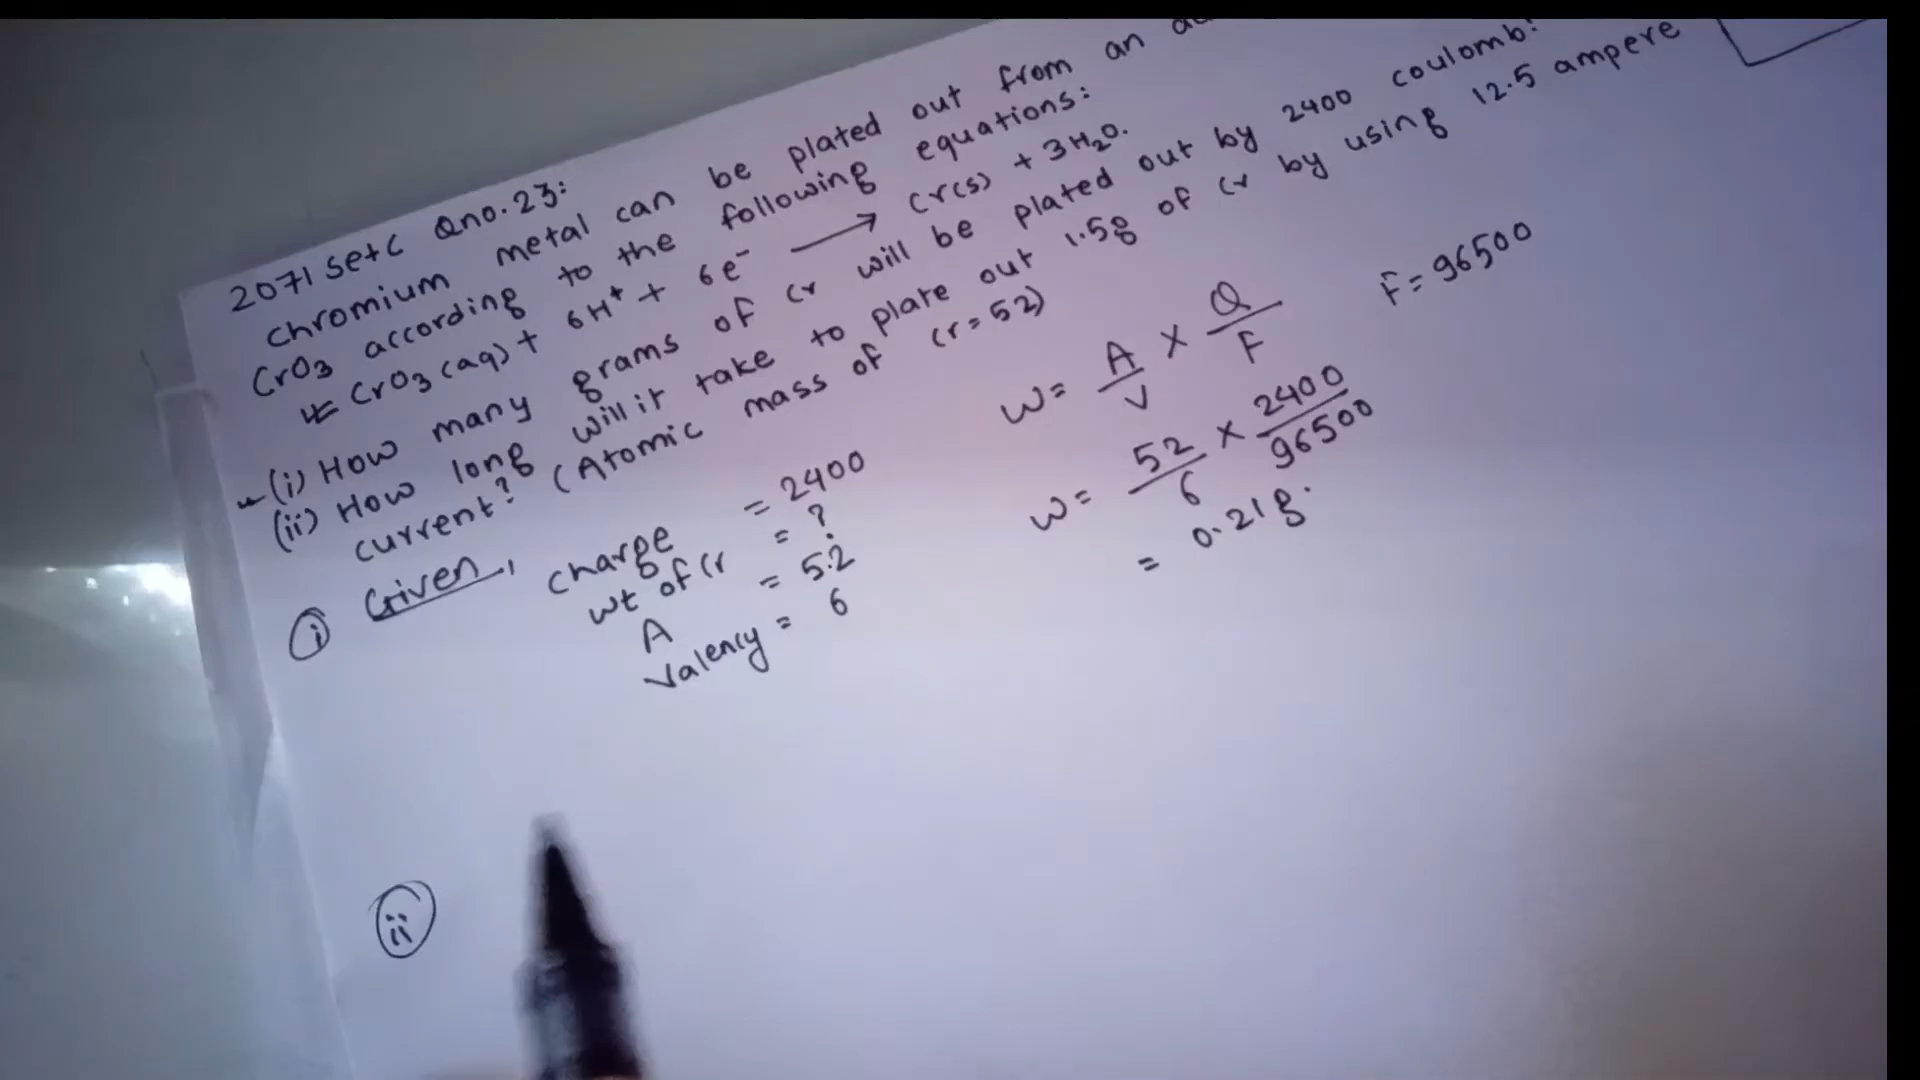 2071 Set C Qno. 23:
Chromium metal can be plated out from an
CrO3 according to the following equations:
CrO3 (aq) + 6H+ + 6e- → Cr(s) + 3H2O.
(i) How many grams of Cr will be plated out by 2400 coulomb?
(ii) How long will it take to plate out 1.5g of Cr by using 12.5 ampere
current? (Atomic mass of Cr = 52)
(i) Given,
charge = 2400
wt of Cr = ?
A = 52
Valency = 6
W = A/V × Q/F
F = 96500
W = 52/6 × 2400/96500
= 0.21g.
(ii)